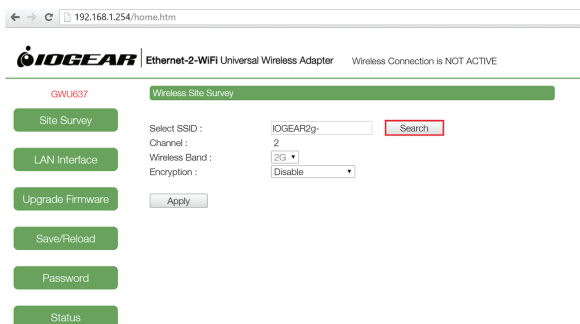 192.168.1.254/home.htm
IOGEAR Ethernet-2-WiFi Universal Wireless Adapter Wireless Connection is NOT ACTIVE
GWU637
Wireless Site Survey
Site Survey
Select SSID : IOGEAR2g- Search
Channel : 2
LAN Interface
Wireless Band : 2G
Encryption : Disable
Upgrade Firmware
Apply
Save/Reload
Password
Status